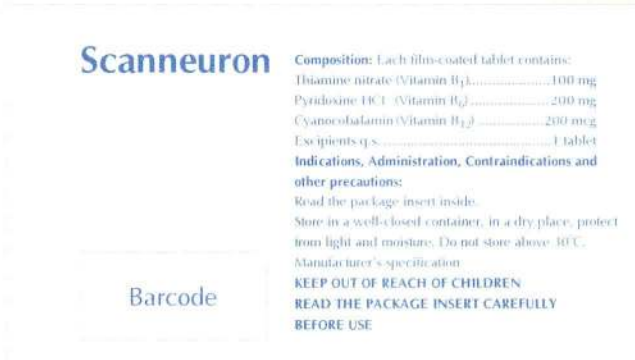 Scanneuron
Composition: Each film-coated tablet contains:
Thiamine nitrate (Vitamin B1)......................100 mg
Pyridoxine HCl (Vitamin B6)......................200 mg
Cyanocobalamin (Vitamin B12)....................200 mcg
Excipients q.s................................................1 tablet
Indications, Administration, Contraindications and
other precautions:
Read the package insert inside.
Store in a well-closed container, in a dry place, protect
from light and moisture. Do not store above 30°C.
Manufacturer's specification
KEEP OUT OF REACH OF CHILDREN
READ THE PACKAGE INSERT CAREFULLY
BEFORE USE
Barcode